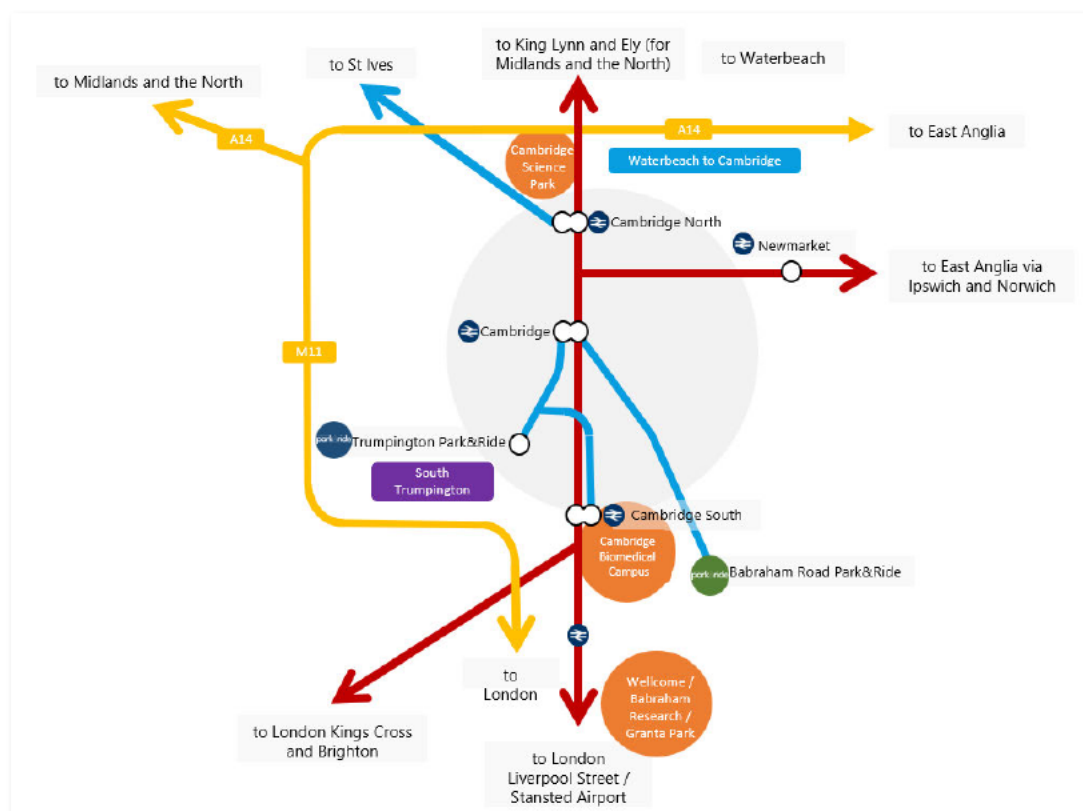 to King Lynn and Ely (for
Midlands and the North)
to Waterbeach
to St Ives
to Midlands and the North
A14
A14
to East Anglia
Cambridge
Science
Park
Waterbeach to Cambridge
Cambridge North
Newmarket
to East Anglia via
Ipswich and Norwich
Cambridge
M11
park&ride
Trumpington Park&Ride
South
Trumpington
Cambridge South
Cambridge
Biomedical
Campus
park&ride
Babraham Road Park&Ride
to
London
Wellcome /
Babraham
Research /
Granta Park
to London Kings Cross
and Brighton
to London
Liverpool Street /
Stansted Airport